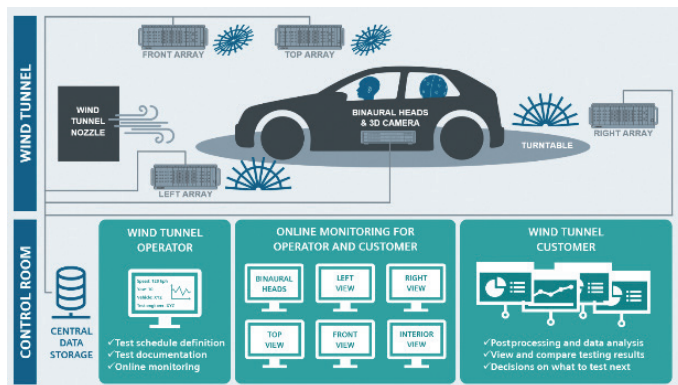 WIND TUNNEL
FRONT ARRAY
TOP ARRAY
WIND
TUNNEL
NOZZLE
BINAURAL HEADS
& 3D CAMERA
RIGHT ARRAY
TURNTABLE
LEFT ARRAY
CONTROL ROOM
CENTRAL
DATA
STORAGE
WIND TUNNEL
OPERATOR
✓Test schedule definition
✓Test documentation
✓Online monitoring
ONLINE MONITORING FOR
OPERATOR AND CUSTOMER
BINAURAL
HEADS
LEFT
VIEW
RIGHT
VIEW
TOP
VIEW
FRONT
VIEW
INTERIOR
VIEW
WIND TUNNEL
CUSTOMER
✓Postprocessing and data analysis
✓View and compare testing results
✓Decisions on what to test next